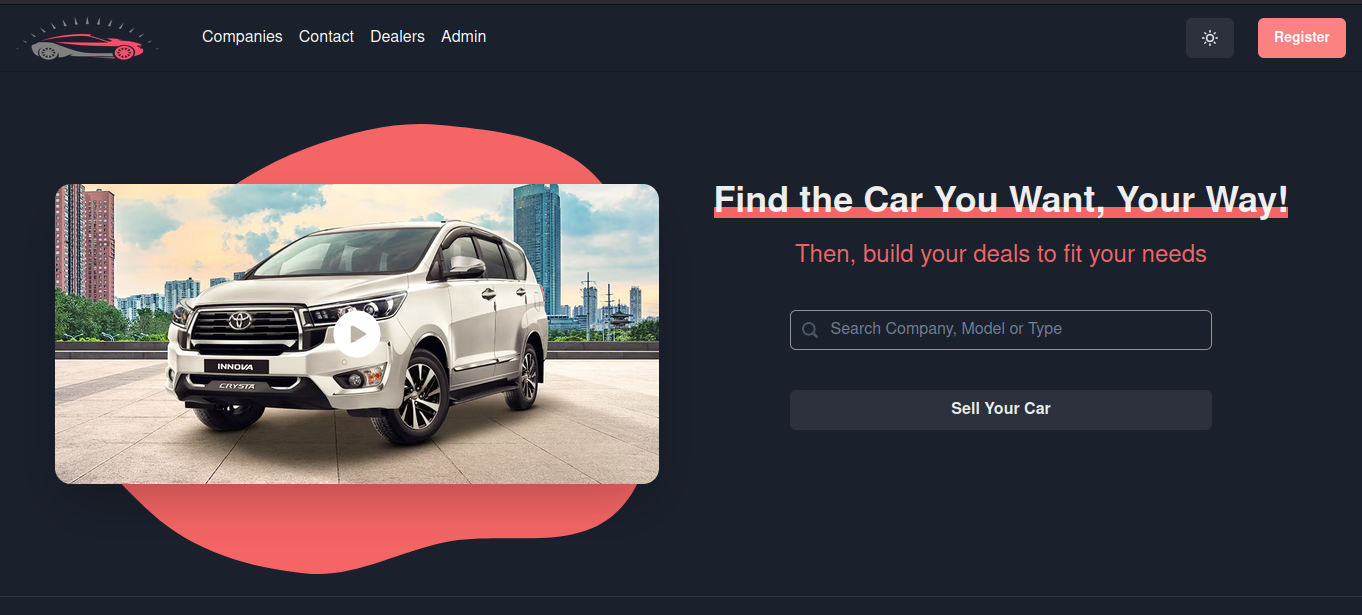 Companies Contact Dealers Admin
Register
Find the Car You Want, Your Way!
Then, build your deals to fit your needs
Search Company, Model or Type
Sell Your Car
INNOVA
CRYSTA